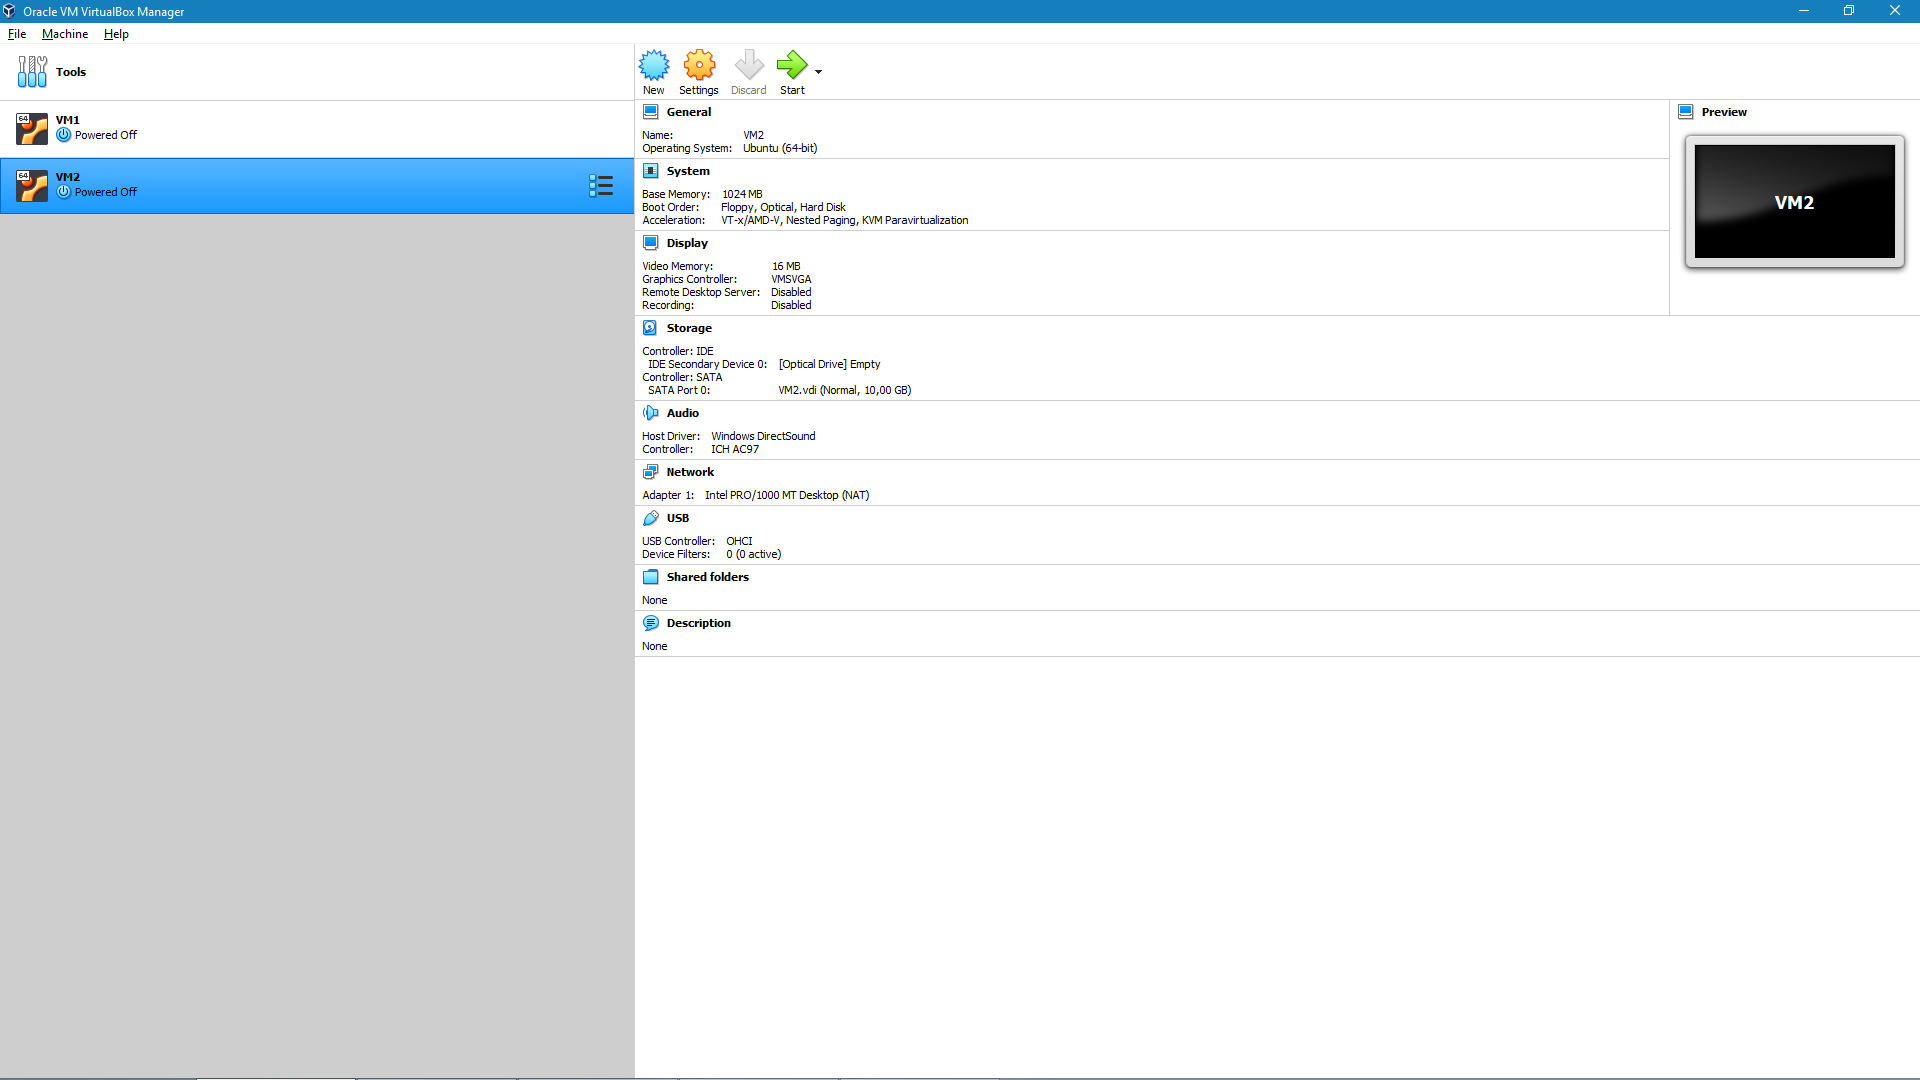 Oracle VM VirtualBox Manager
File Machine Help
Tools
New Settings Discard Start
64 VM1
Powered Off
64 VM2
Powered Off
General
Name: VM2
Operating System: Ubuntu (64-bit)
System
Base Memory: 1024 MB
Boot Order: Floppy, Optical, Hard Disk
Acceleration: VT-x/AMD-V, Nested Paging, KVM Paravirtualization
Display
Video Memory: 16 MB
Graphics Controller: VMSVGA
Remote Desktop Server: Disabled
Recording: Disabled
Preview
VM2
Storage
Controller: IDE
IDE Secondary Device 0: [Optical Drive] Empty
Controller: SATA
SATA Port 0: VM2.vdi (Normal, 10,00 GB)
Audio
Host Driver: Windows DirectSound
Controller: ICH AC97
Network
Adapter 1: Intel PRO/1000 MT Desktop (NAT)
USB
USB Controller: OHCI
Device Filters: 0 (0 active)
Shared folders
None
Description
None